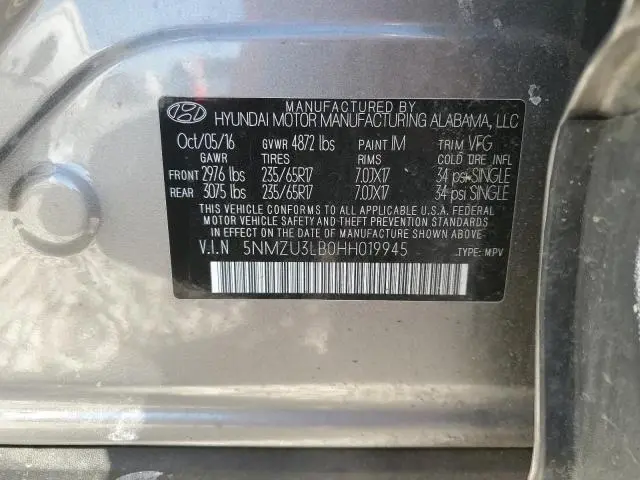 MANUFACTURED BY
HYUNDAI MOTOR MANUFACTURING ALABAMA, LLC
Oct/05/16 GVWR 4872 lbs PAINT IM TRIM VFG
GAWR TIRES RIMS COLD TIRE INFL
FRONT 2976 lbs 235/65R17 7.0JX17 34 psi SINGLE
REAR 3075 lbs 235/65R17 7.0JX17 34 psi SINGLE
THIS VEHICLE CONFORMS TO ALL APPLICABLE U.S.A. FEDERAL
MOTOR VEHICLE SAFETY AND THEFT PREVENTION STANDARDS
IN EFFECT ON THE DATE OF MANUFACTURE SHOWN ABOVE.
V.I.N 5NMZU3LB0HH019945 TYPE: MPV